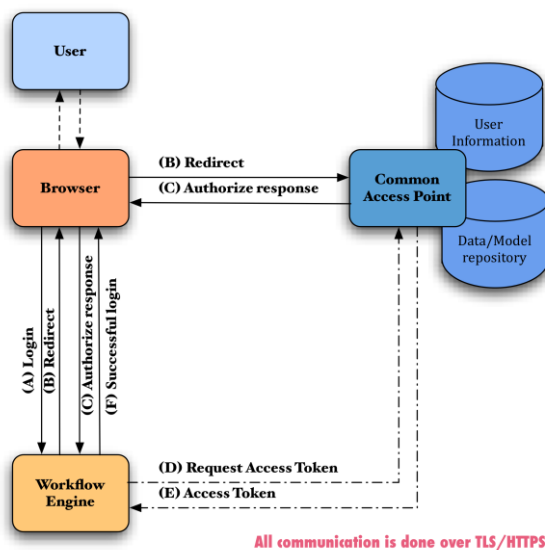 User
User
Information
(B) Redirect
Browser
(C) Authorize response
Common
Access Point
Data/Model
repository
(A) Login
(B) Redirect
(C) Authorize response
(F) Successful login
(D) Request Access Token
Workflow
Engine
(E) Access Token
All communication is done over TLS/HTTPS